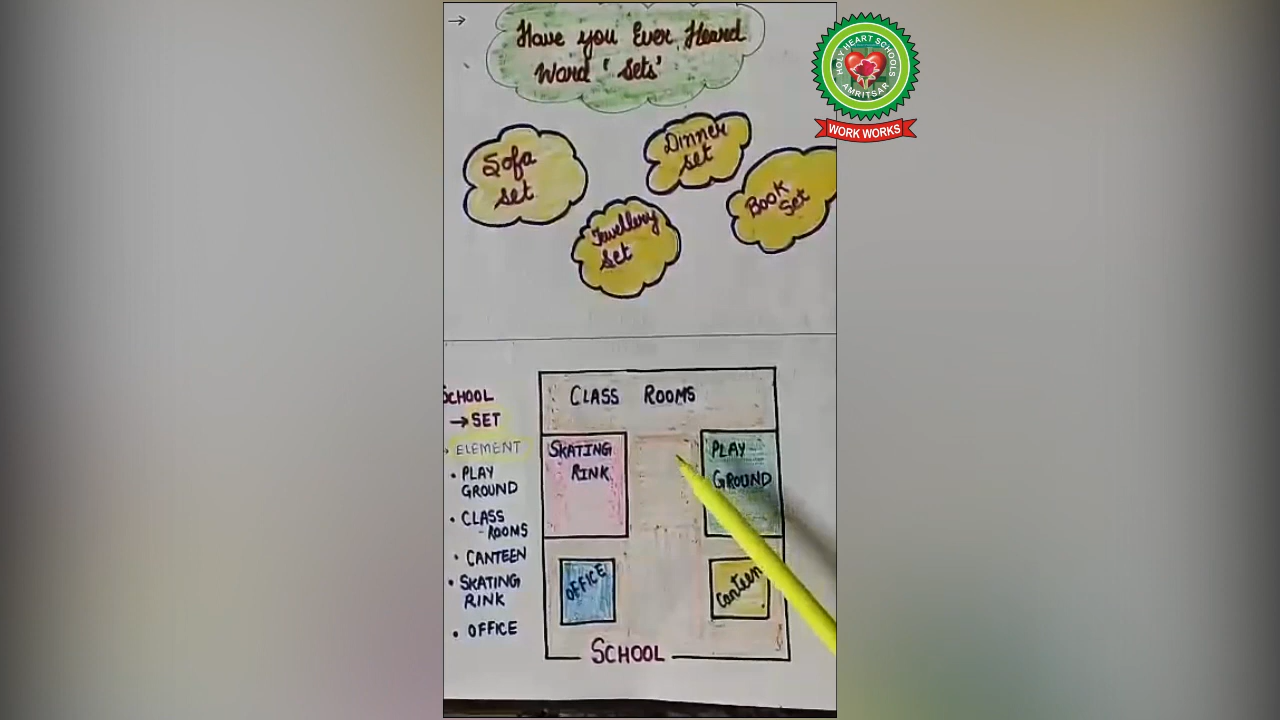 Have you Ever Heard
Word ' Sets'
Sofa
set
Dinner
set
Book
Set
Jewellery
Set
HOLY HEART SCHOOLS
AMRITSAR
WORK WORKS
SCHOOL
→ SET
ELEMENT
• PLAY
GROUND
• CLASS
- ROOMS
• CANTEEN
• SKATING
RINK
• OFFICE
CLASS ROOMS
SKATING
RINK
PLAY
GROUND
OFFICE
Canteen
SCHOOL